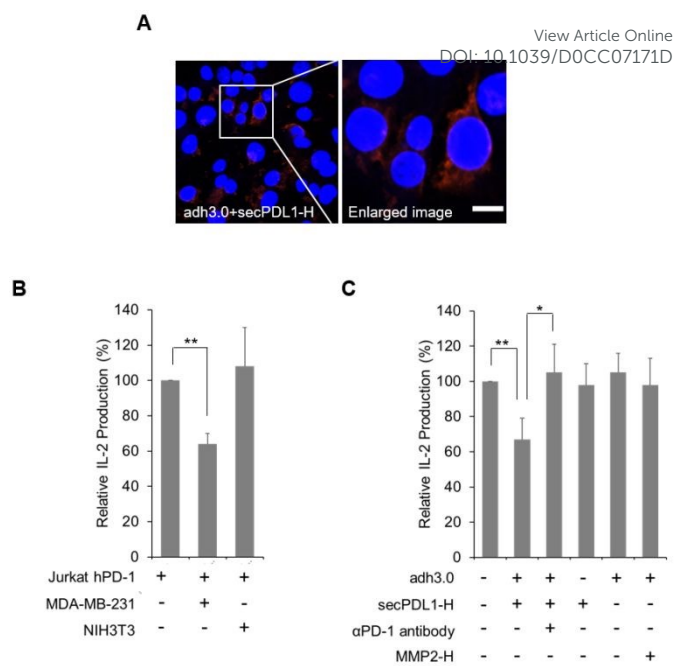 View Article Online
DOI: 10.1039/D0CC07171D
A
adh3.0+secPDL1-H
Enlarged image
B
140
120
100
80
60
40
20
0
Relative IL-2 Production (%)
**
Jurkat hPD-1 + + +
MDA-MB-231 - + -
NIH3T3 - - +
C
140
120
100
80
60
40
20
0
Relative IL-2 Production (%)
**
*
adh3.0 - + + - + +
secPDL1-H - + + + - -
αPD-1 antibody - - + - - -
MMP2-H - - - - - +